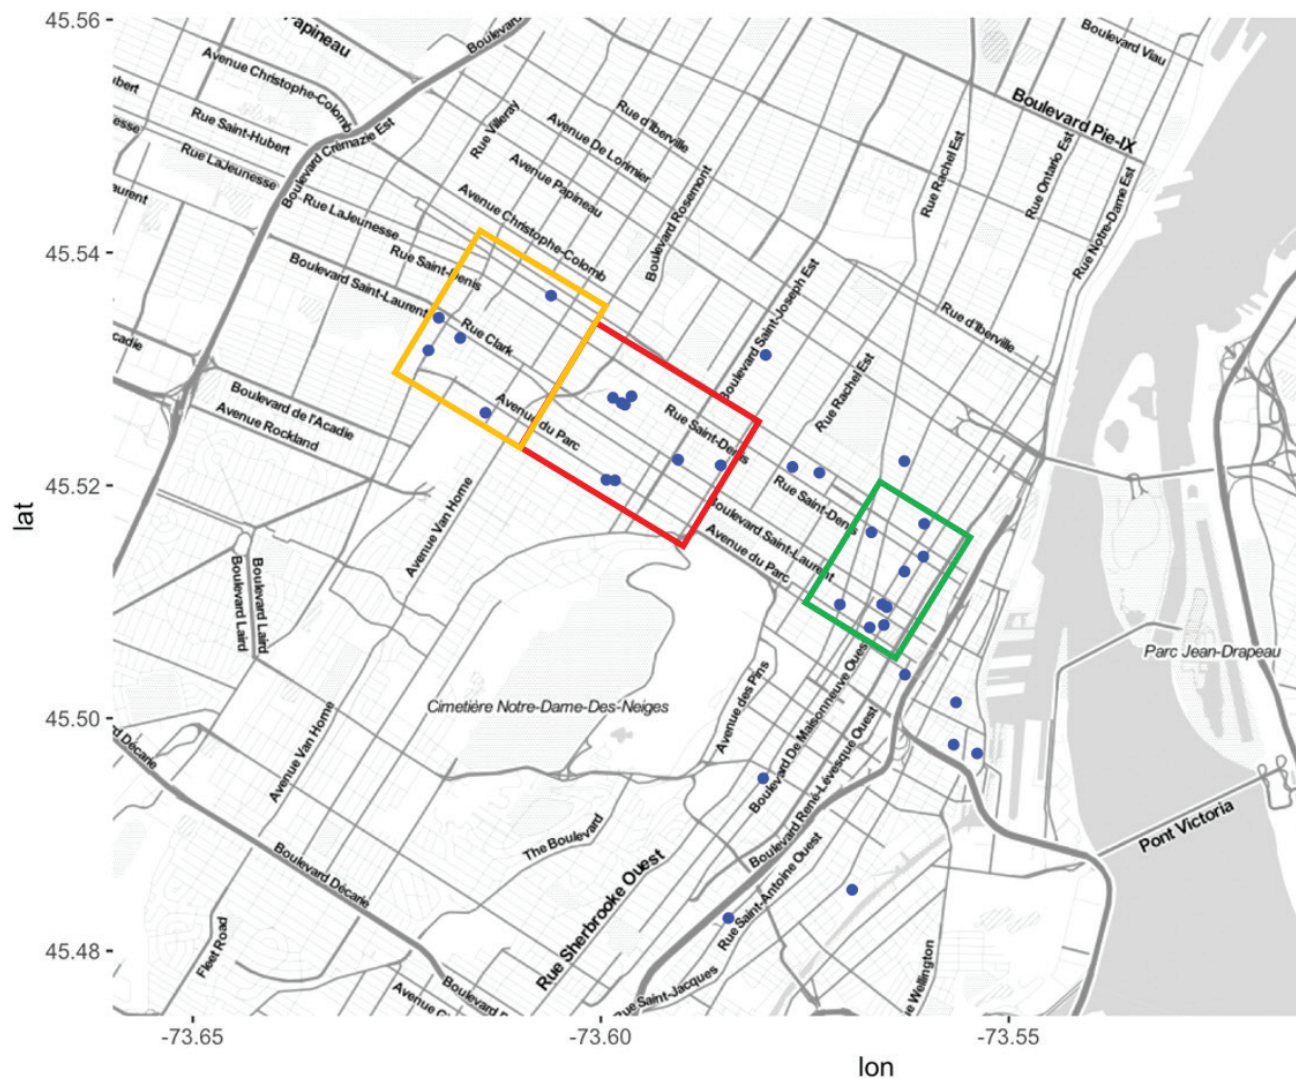 45.56
45.54
45.52
45.50
45.48
lat
-73.65
-73.60
-73.55
lon
Papineau
Boulevard
Avenue Christophe-Colomb
Boulevard Viau
Boulevard Pie-IX
Rue Saint-Hubert
Rue LaJeunesse
Boulevard Crémazie Est
Rue Villeray
Avenue De Lorimier
Rue d'Iberville
Avenue Papineau
Avenue Christophe-Colomb
Boulevard Rosemont
Rue Rachel Est
Rue Ontario Est
Rue Notre-Dame Est
Rue LaJeunesse
Rue Saint-Denis
Boulevard Saint-Laurent
Rue Clark
Boulevard Saint-Joseph Est
Rue d'Iberville
Rue Rachel Est
Boulevard de l'Acadie
Avenue Rockland
Avenue du Parc
Rue Saint-Denis
Avenue Van Horne
Rue Saint-Denis
Boulevard Saint-Laurent
Avenue du Parc
Boulevard Laird
Boulevard Laird
Parc Jean-Drapeau
Cimetiére Notre-Dame-Des-Neiges
Avenue des Pins
Boulevard De Maisonneuve Oues
Avenue Van Horne
Boulevard René-Lévesque Ouest
rd Décarie
The Boulevard
Pont Victoria
Boulevard Décarie
Rue Sherbrooke Ouest
Rue Saint-Antoine Ouest
Fleet Road
Rue Saint-Jacques
e Wellington